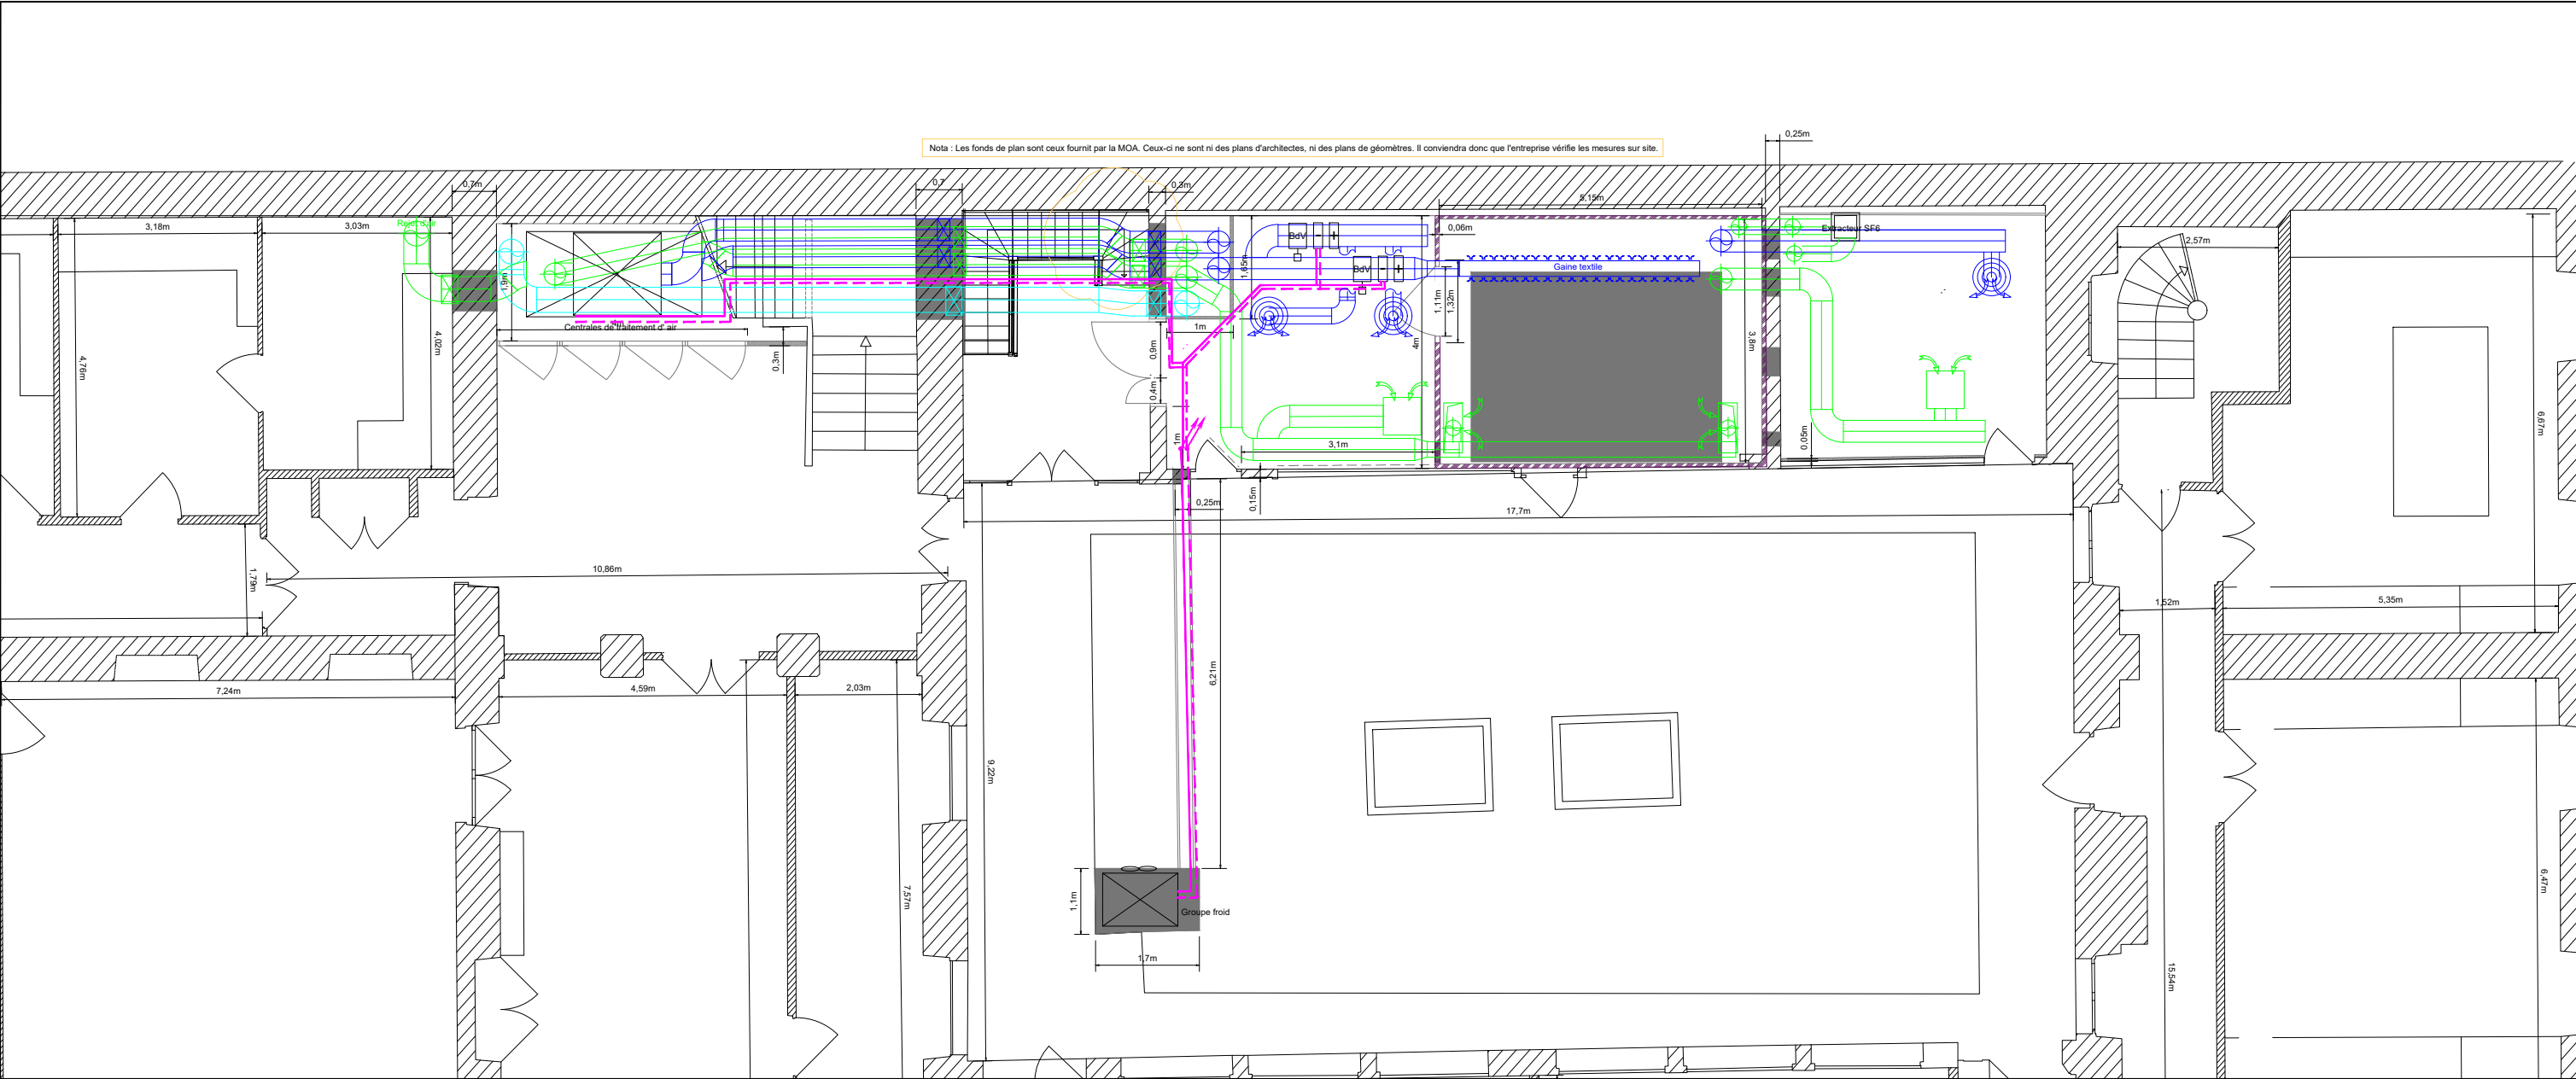 Nota : Les fonds de plan sont ceux fournit par la MOA. Ceux-ci ne sont ni des plans d'architectes, ni des plans de géomètres. Il conviendra donc que l'entreprise vérifie les mesures sur site.
0,25m
0,7m
0,7
0,3m
5,15m
3,18m
3,03m
Rejet d'air
0,06m
Extracteur SF6
BdV
-
+
2,57m
1,65m
BdV
-
+
Gaine textile
1,9m
1,11m
1,32m
4m
Centrales de traitement d' air
1m
4,76m
4,02m
0,3m
0,9m
4m
3,8m
0,4m
1m
3,1m
0,05m
6,67m
0,25m
0,15m
17,7m
1,79m
10,86m
1,52m
5,35m
7,24m
4,59m
2,03m
6,21m
9,22m
7,57m
1,1m
Groupe froid
6,47m
1,7m
15,54m